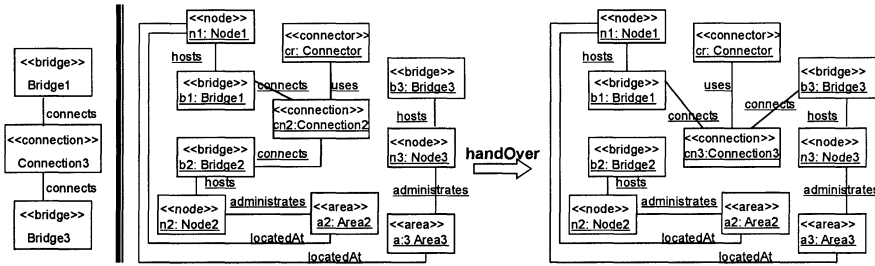 <<bridge>>
Bridge1
connects
<<connection>>
Connection3
connects
<<bridge>>
Bridge3
<<node>>
n1: Node1
hosts
<<bridge>>
b1: Bridge1
connects
<<connector>>
cr: Connector
uses
<<connection>>
cn2:Connection2
<<bridge>>
b2: Bridge2
connects
hosts
<<node>>
n2: Node2
administrates
<<area>>
a2: Area2
locatedAt
locatedAt
<<bridge>>
b3: Bridge3
hosts
<<node>>
n3: Node3
administrates
<<area>>
a:3 Area3
handOver
<<node>>
n1: Node1
hosts
<<bridge>>
b1: Bridge1
connects
<<connector>>
cr: Connector
uses
<<connection>>
cn3:Connection3
connects
<<bridge>>
b3: Bridge3
hosts
<<node>>
n3: Node3
administrates
<<area>>
a3: Area3
<<bridge>>
b2: Bridge2
hosts
<<node>>
n2: Node2
administrates
<<area>>
a2: Area2
locatedAt
locatedAt